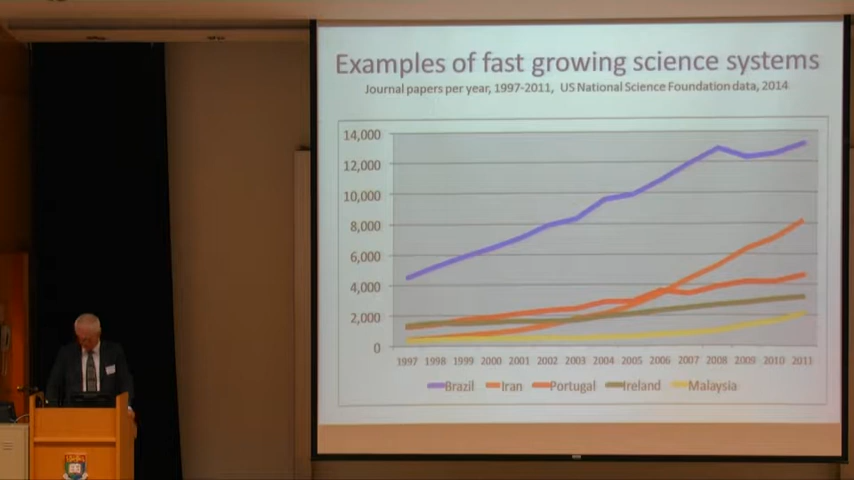 Examples of fast growing science systems
Journal papers per year, 1997-2011, US National Science Foundation data, 2014
14,000
12,000
10,000
8,000
6,000
4,000
2,000
0
1997 1998 1999 2000 2001 2002 2003 2004 2005 2006 2007 2008 2009 2010 2011
Brazil Iran Portugal Ireland Malaysia